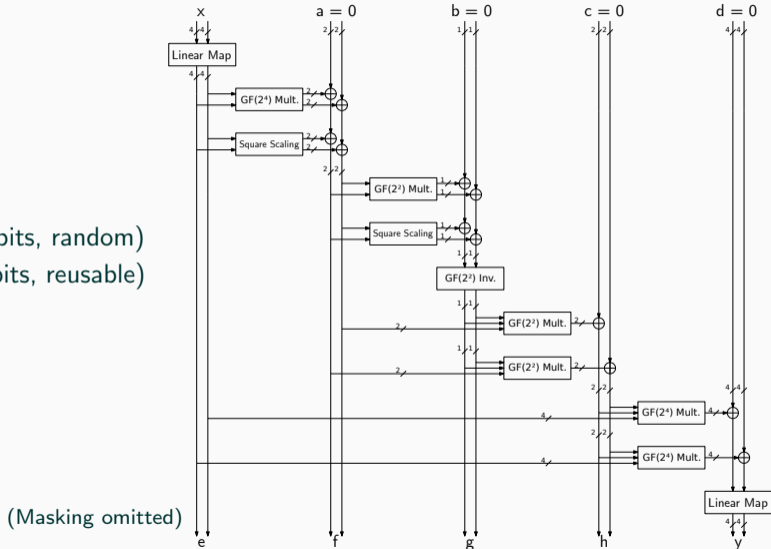 x a = 0 b = 0 c = 0 d = 0
4 4 2 2 1 1 2 2 4 4
Linear Map
4 4
GF(2⁴) Mult. 2
2
Square Scaling 2
2
2 2
GF(2²) Mult. 1
1
bits, random)
Square Scaling 1
1
1 1
bits, reusable)
GF(2²) Inv.
1 1
GF(2²) Mult. 2
2
1 1
GF(2²) Mult. 2
2
2 2 4 4
GF(2⁴) Mult. 4
4
2 2
GF(2⁴) Mult. 4
4
Linear Map
(Masking omitted)
4 4
e f g h y